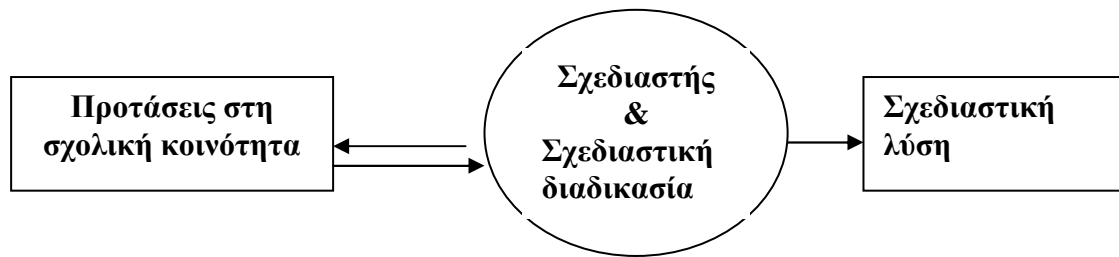 Προτάσεις στη
σχολική κοινότητα
Σχεδιαστής
&
Σχεδιαστική
διαδικασία
Σχεδιαστική
λύση